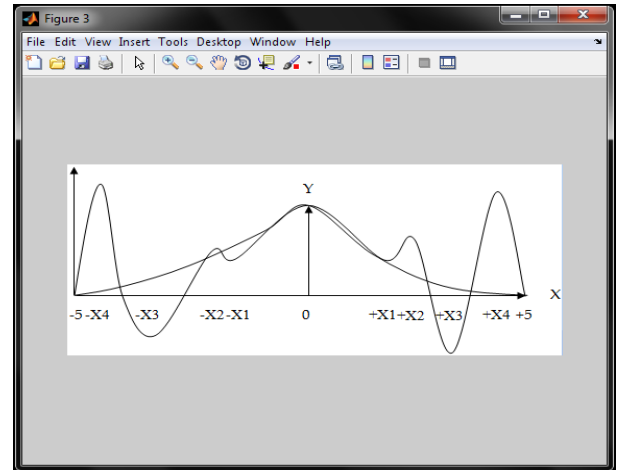 Figure 3
File Edit View Insert Tools Desktop Window Help
Y
X
-5 -X4 -X3 -X2 -X1 0 +X1 +X2 +X3 +X4 +5